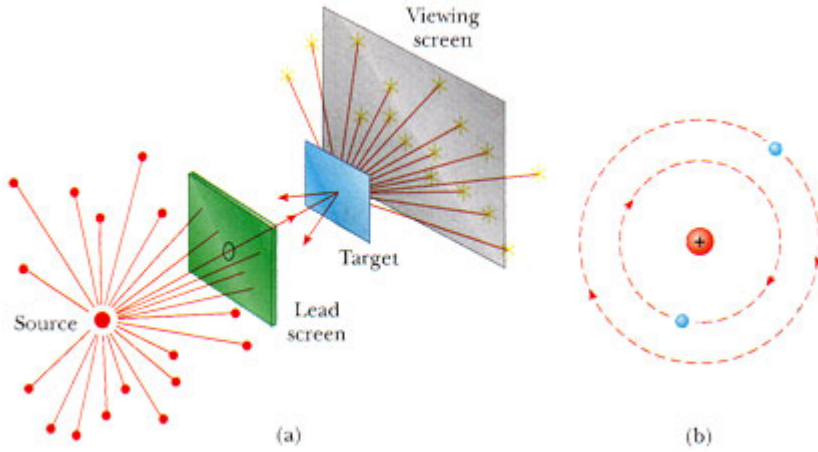 Viewing
screen
Target
Lead
screen
Source
+
(a)
(b)